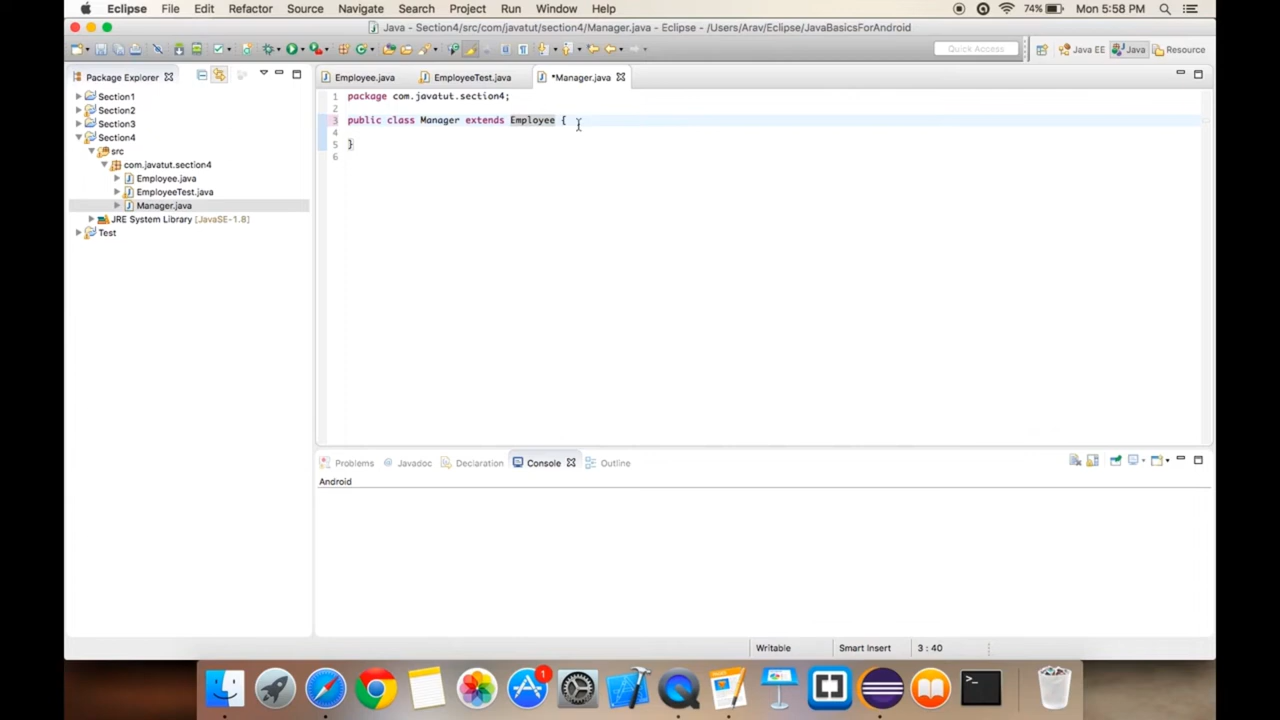 Eclipse File Edit Refactor Source Navigate Search Project Run Window Help 74% Mon 5:58 PM
Java - Section4/src/com/javatut/section4/Manager.java - Eclipse - /Users/Arav/Eclipse/JavaBasicsForAndroid
Quick Access Java EE Java Resource
Package Explorer
Employee.java EmployeeTest.java *Manager.java
Section1
Section2
Section3
Section4
src
com.javatut.section4
Employee.java
EmployeeTest.java
Manager.java
JRE System Library [JavaSE-1.8]
Test
1 package com.javatut.section4;
2
3 public class Manager extends Employee {
4
5 }
6
Problems Javadoc Declaration Console Outline
Android
Writable Smart Insert 3 : 40
1
>_